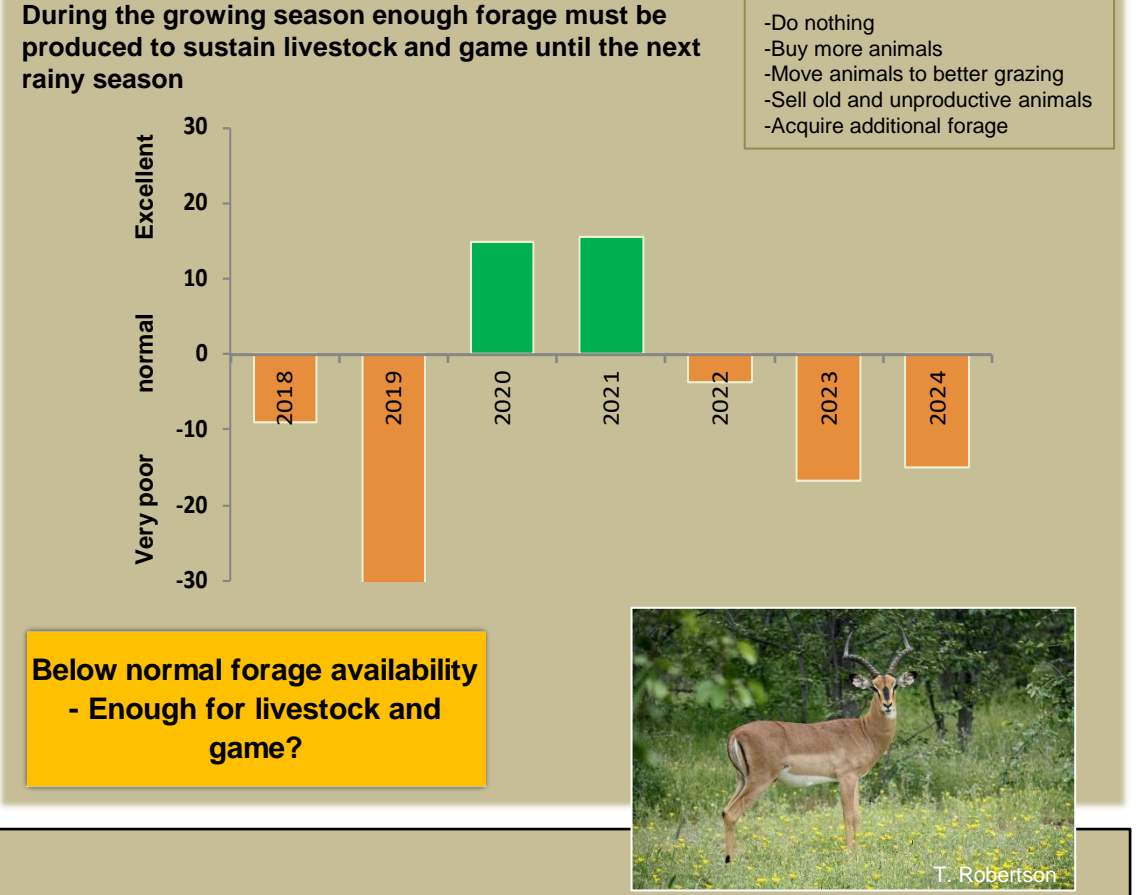 During the growing season enough forage must be
produced to sustain livestock and game until the next
rainy season
-Do nothing
-Buy more animals
-Move animals to better grazing
-Sell old and unproductive animals
-Acquire additional forage
Excellent
normal
Very poor
30
20
10
0
-10
-20
-30
2018
2019
2020
2021
2022
2023
2024
Below normal forage availability
- Enough for livestock and
game?
T. Robertson